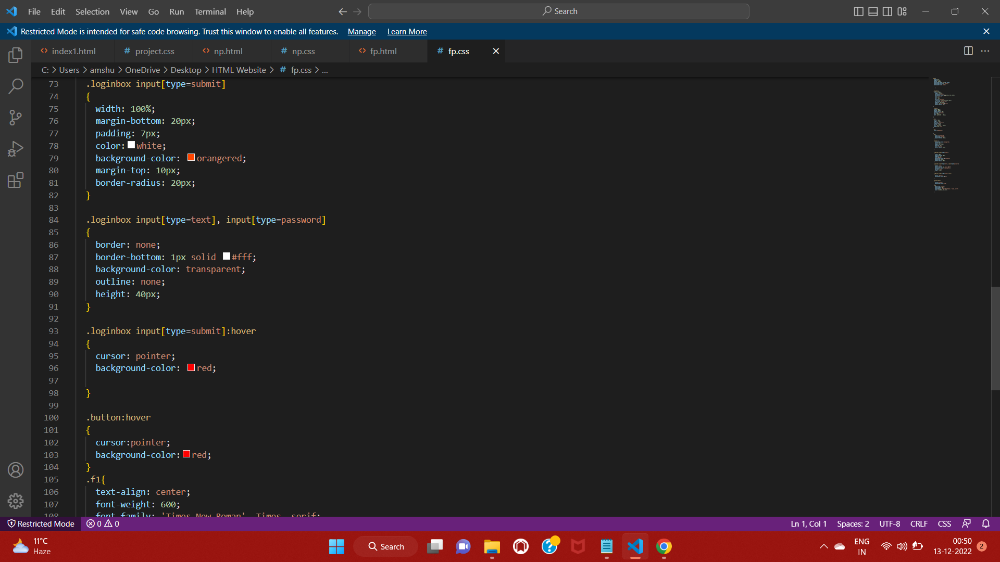 File Edit Selection View Go Run Terminal Help Search
Restricted Mode is intended for safe code browsing. Trust this window to enable all features. Manage Learn More
<> index1.html # project.css <> np.html # np.css <> fp.html # fp.css
C: > Users > amshu > OneDrive > Desktop > HTML Website > # fp.css > ...
73 .loginbox input[type=submit]
74 {
75 width: 100%;
76 margin-bottom: 20px;
77 padding: 7px;
78 color: white;
79 background-color: orangered;
80 margin-top: 10px;
81 border-radius: 20px;
82 }
83
84 .loginbox input[type=text], input[type=password]
85 {
86 border: none;
87 border-bottom: 1px solid #fff;
88 background-color: transparent;
89 outline: none;
90 height: 40px;
91 }
92
93 .loginbox input[type=submit]:hover
94 {
95 cursor: pointer;
96 background-color: red;
97
98 }
99
100 .button:hover
101 {
102 cursor:pointer;
103 background-color: red;
104 }
105 .f1{
106 text-align: center;
107 font-weight: 600;
108 font-family: 'Times New Roman', Times, serif;
Restricted Mode 0 0 Ln 1, Col 1 Spaces: 2 UTF-8 CRLF CSS
11°C
Haze
Search
ENG
IN
00:50
13-12-2022
2